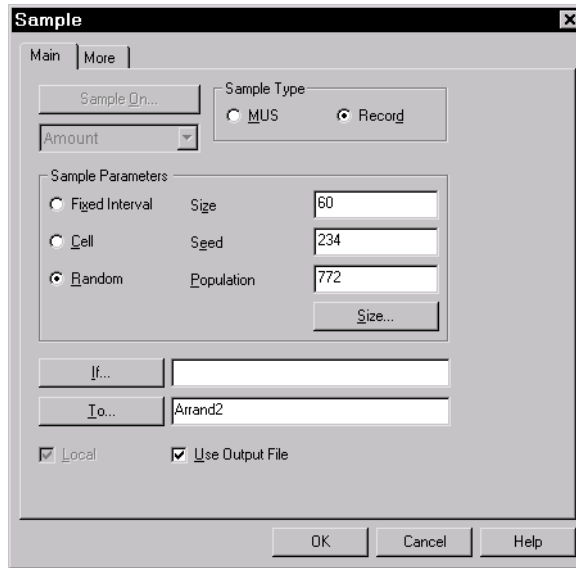 Sample
Main More
Sample On...
Amount
Sample Type
MUS Record
Sample Parameters
Fixed Interval Size 60
Cell Seed 234
Random Population 772
Size...
If...
To... Arrand2
Local Use Output File
OK Cancel Help